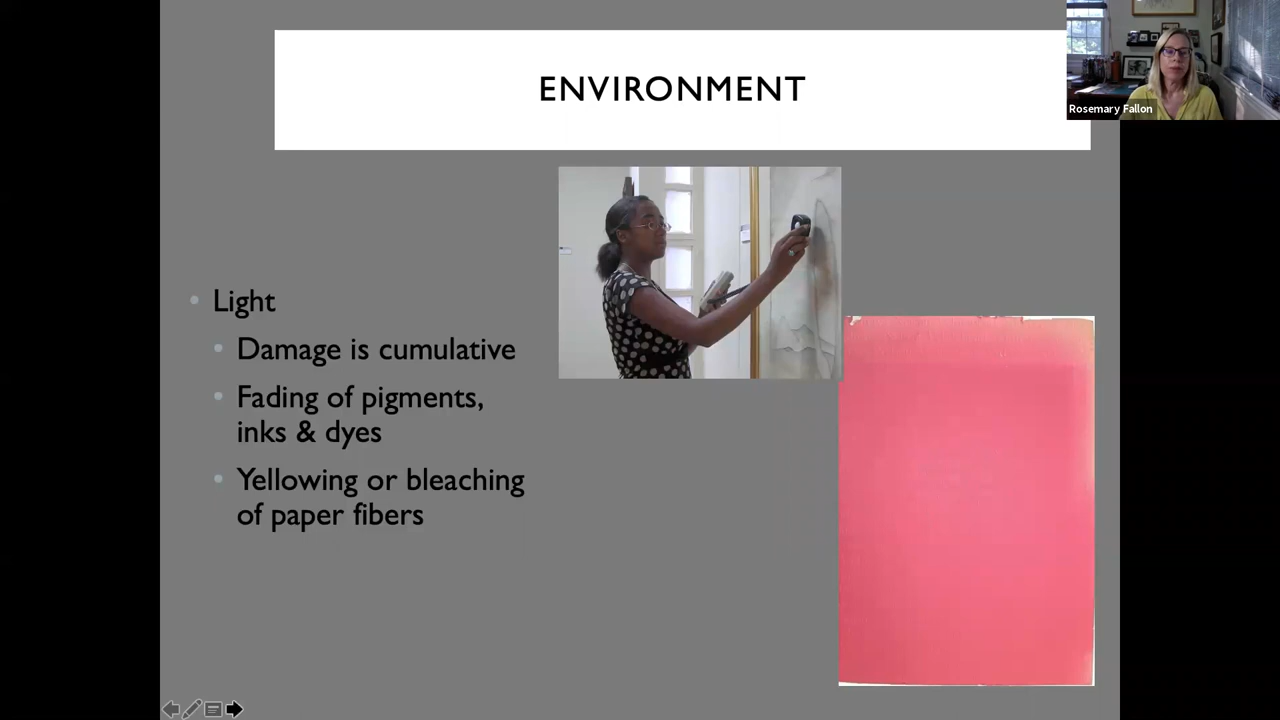 ENVIRONMENT
Rosemary Fallon
Light
Damage is cumulative
Fading of pigments,
inks & dyes
Yellowing or bleaching
of paper fibers